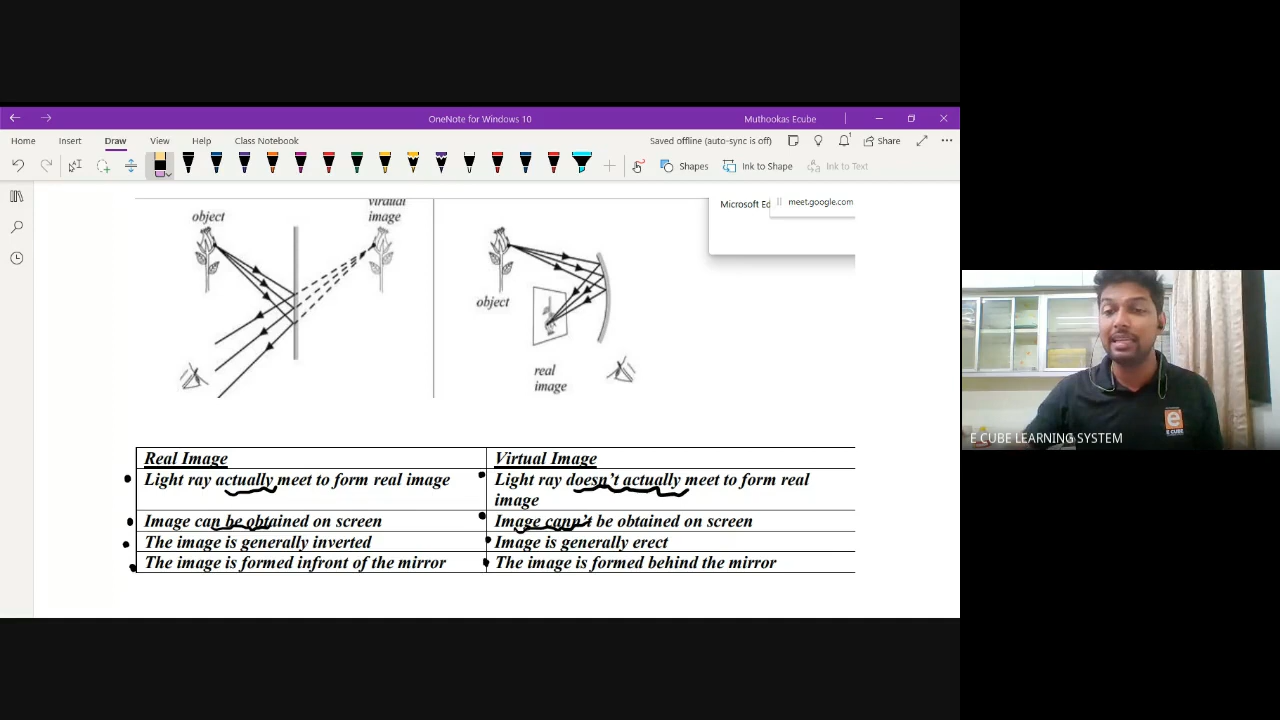 OneNote for Windows 10
Muthookas Ecube
Home Insert Draw View Help Class Notebook
Saved offline (auto-sync is off)
1
Share
Shapes
Ink to Shape
Ink to Text
object
virtual
image
object
real
image
Microsoft Ed
meet.google.com
Real Image
Virtual Image
Light ray actually meet to form real image
Light ray doesn't actually meet to form real
image
Image can be obtained on screen
Image cann't be obtained on screen
The image is generally inverted
Image is generally erect
The image is formed infront of the mirror
The image is formed behind the mirror
e
E CUBE
E CUBE LEARNING SYSTEM